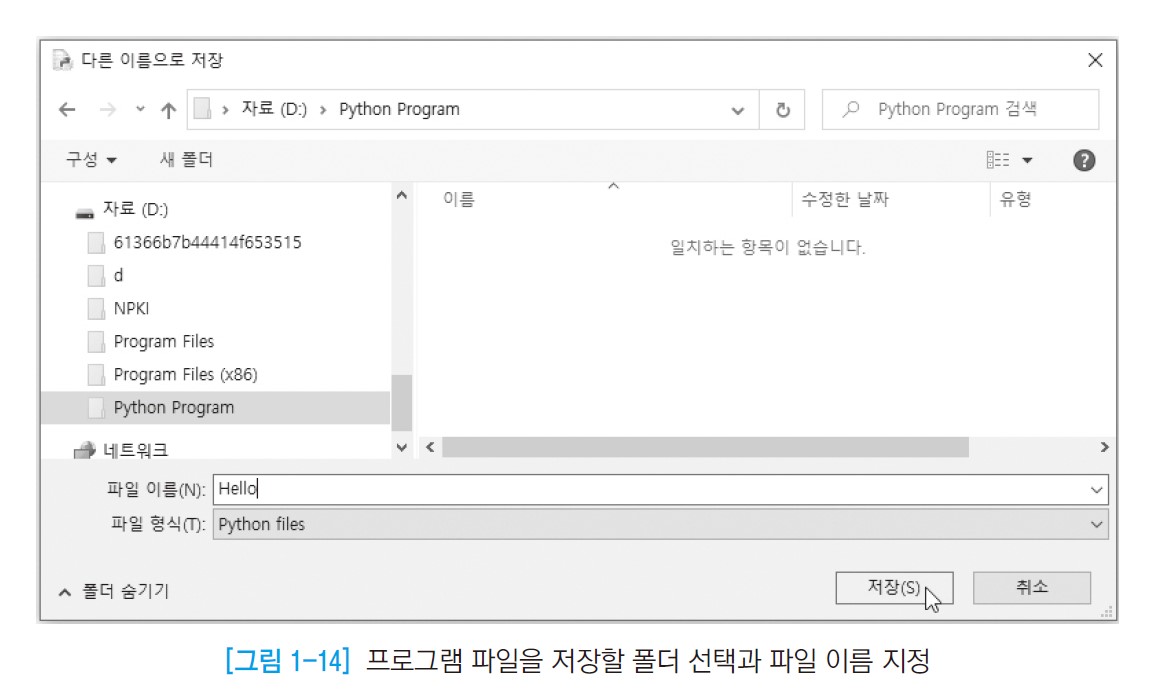 다른 이름으로 저장
자료 (D:) Python Program
Python Program 검색
구성
새 폴더
이름
수정한 날짜
유형
일치하는 항목이 없습니다.
자료 (D:)
61366b7b44414f653515
d
NPKI
Program Files
Program Files (x86)
Python Program
네트워크
파일 이름(N): Hello
파일 형식(T): Python files
폴더 숨기기
저장(S)
취소
[그림 1-14] 프로그램 파일을 저장할 폴더 선택과 파일 이름 지정